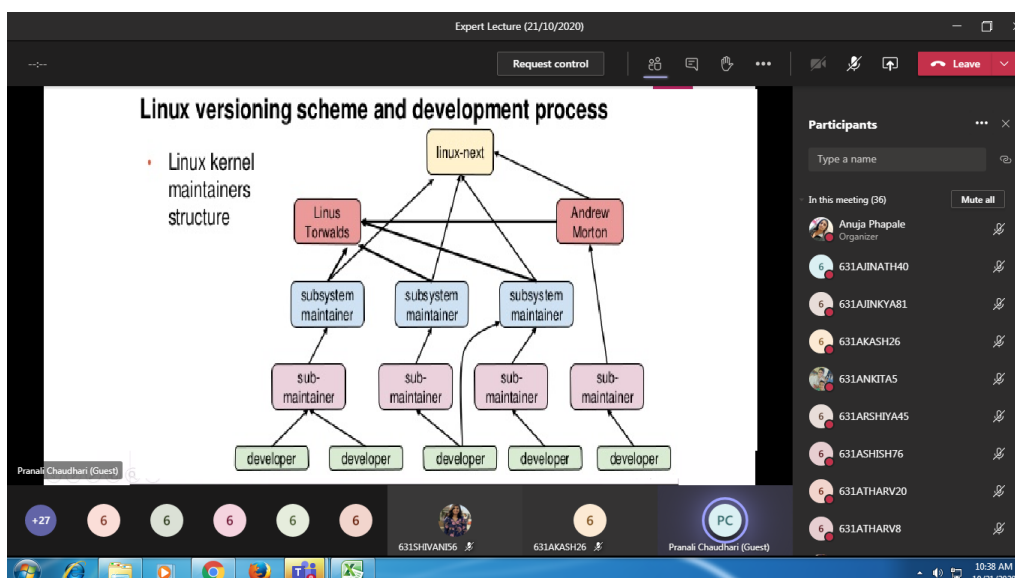 Expert Lecture (21/10/2020)
--:--
Request control
Leave
Linux versioning scheme and development process
• Linux kernel
maintainers
structure
linux-next
Linus
Torwalds
Andrew
Morton
subsystem
maintainer
subsystem
maintainer
subsystem
maintainer
sub-
maintainer
sub-
maintainer
sub-
maintainer
sub-
maintainer
developer
developer
developer
developer
developer
Pranali Chaudhari (Guest)
+27
6
6
6
6
6
631SHIVANI56
6
631AKASH26
PC
Pranali Chaudhari (Guest)
Participants
Type a name
In this meeting (36)
Mute all
Anuja Phapale
Organizer
6
631AJINATH40
6
631AJINKYA81
6
631AKASH26
631ANKITA5
6
631ARSHIYA45
6
631ASHISH76
6
631ATHARV20
6
631ATHARV8
10:38 AM